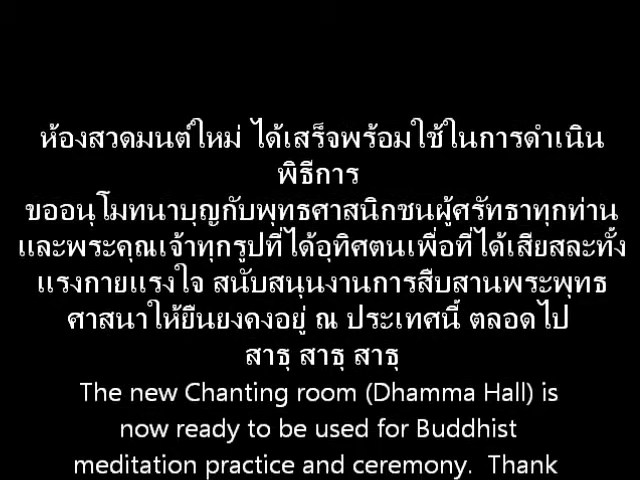 ห้องสวดมนต์ใหม่ ได้เสร็จพร้อมใช้ในการดำเนิน
พิธีการ
ขออนุโมทนาบุญกับพุทธศาสนิกชนผู้ศรัทธาทุกท่าน
และพระคุณเจ้าทุกรูปที่ได้อุทิศตนเพื่อที่ได้เสียสละทั้ง
แรงกายแรงใจ สนับสนุนงานการสืบสานพระพุทธ
ศาสนาให้ยืนยงคงอยู่ ณ ประเทศนี้ ตลอดไป
สาธุ สาธุ สาธุ
The new Chanting room (Dhamma Hall) is
now ready to be used for Buddhist
meditation practice and ceremony.  Thank